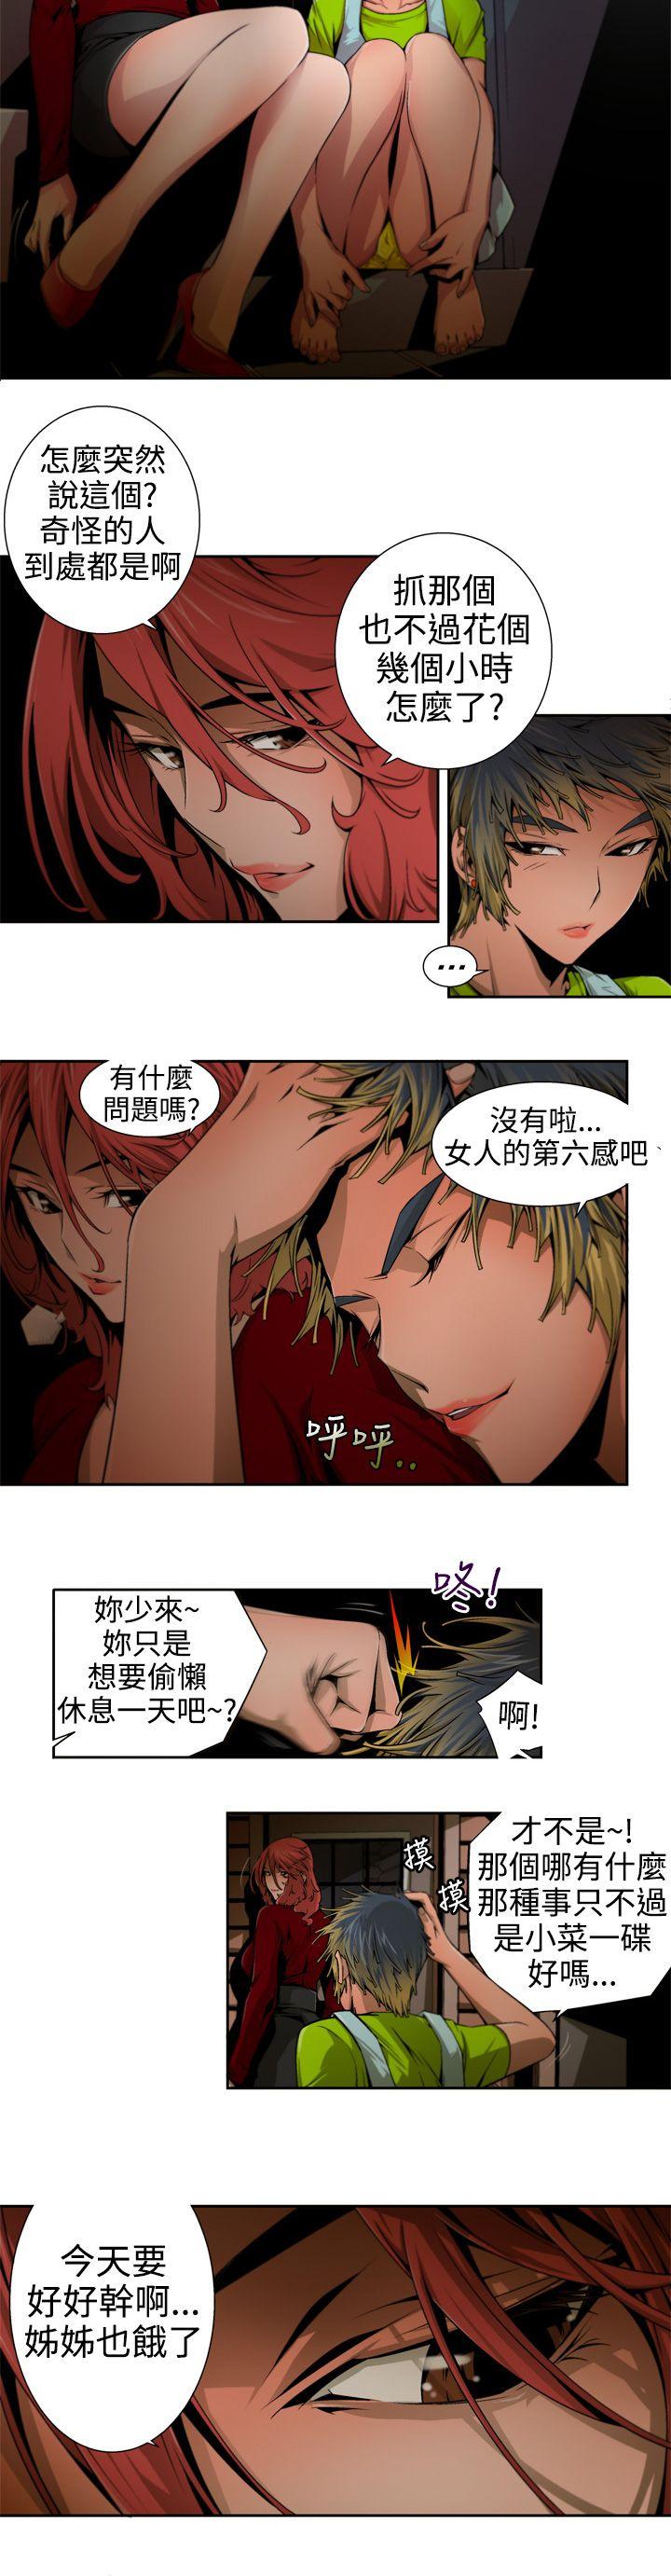 怎麼突然
說這個?
奇怪的人
到處都是啊
抓那個
也不過花個
幾個小時
怎麼了?
...
有什麼
問題嗎?
沒有啦...
女人的第六感吧
呼呼..
咚!
妳少來~
妳只是
想要偷懶
休息一天吧~?
啊!
才不是~!
那個哪有什麼
那種事只不過
是小菜一碟
好嗎...
摸
摸
今天要
好好幹啊...
姊姊也餓了